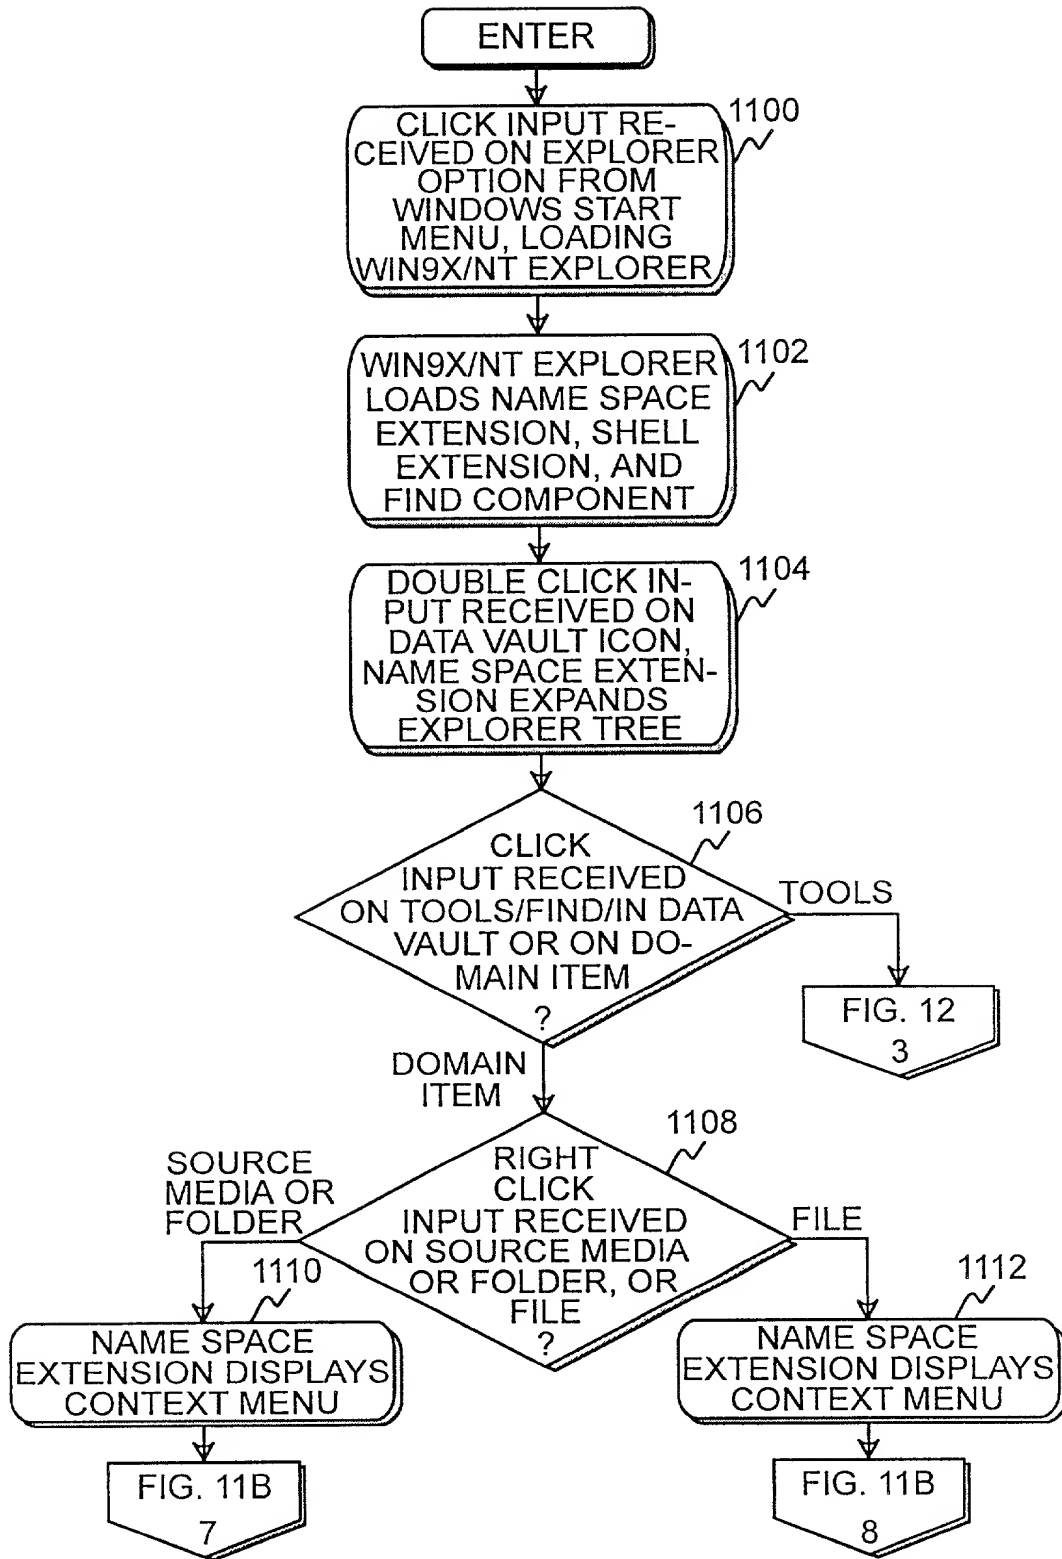 ENTER
1100
CLICK INPUT RE-
CEIVED ON EXPLORER
OPTION FROM
WINDOWS START
MENU, LOADING
WIN9X/NT EXPLORER
1102
WIN9X/NT EXPLORER
LOADS NAME SPACE
EXTENSION, SHELL
EXTENSION, AND
FIND COMPONENT
1104
DOUBLE CLICK IN-
PUT RECEIVED ON
DATA VAULT ICON,
NAME SPACE EXTEN-
SION EXPANDS
EXPLORER TREE
1106
CLICK
INPUT RECEIVED
ON TOOLS/FIND/IN DATA
VAULT OR ON DO-
MAIN ITEM
?
TOOLS
FIG. 12
3
DOMAIN
ITEM
1108
RIGHT
CLICK
INPUT RECEIVED
ON SOURCE MEDIA
OR FOLDER, OR
FILE
?
SOURCE
MEDIA OR
FOLDER
1110
NAME SPACE
EXTENSION DISPLAYS
CONTEXT MENU
FIG. 11B
7
FILE
1112
NAME SPACE
EXTENSION DISPLAYS
CONTEXT MENU
FIG. 11B
8